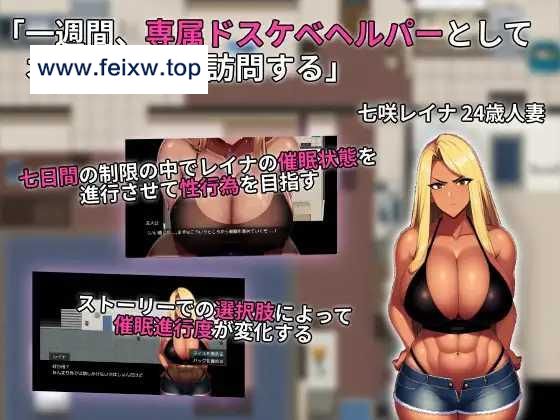 「一週間、専属ドスケベヘルパーとして
www.feixw.top 訪問する」
七咲レイナ 24歳人妻
七日間の制限の中でレイナの催眠状態を
進行させて性行為を目指す
ストーリーでの選択肢によって
催眠進行度が変化する
レイナ